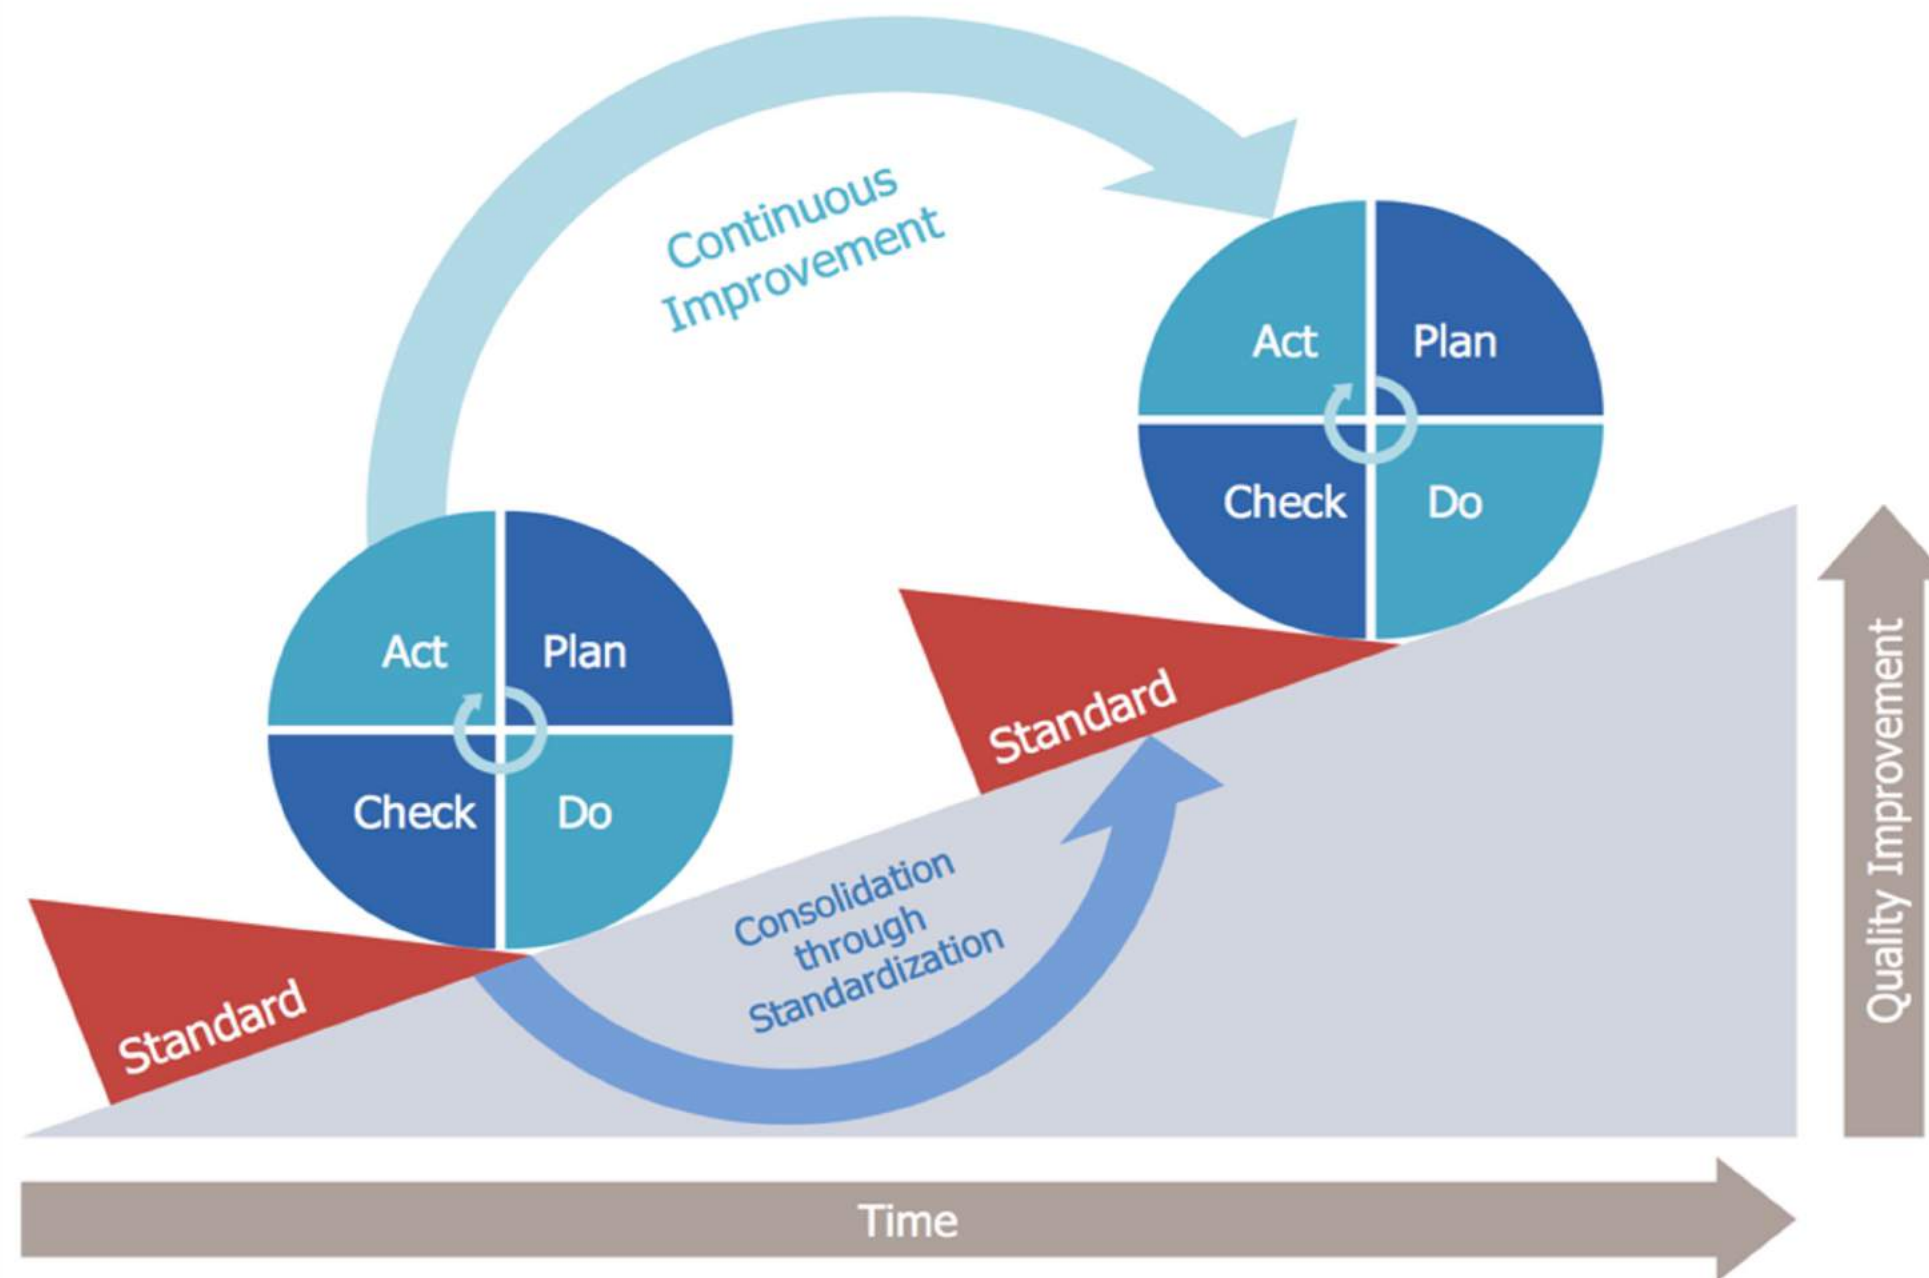 Continuous
Improvement
Act
Plan
Check
Do
Act
Plan
Check
Do
Standard
Standard
Consolidation
through
Standardization
Quality Improvement
Time